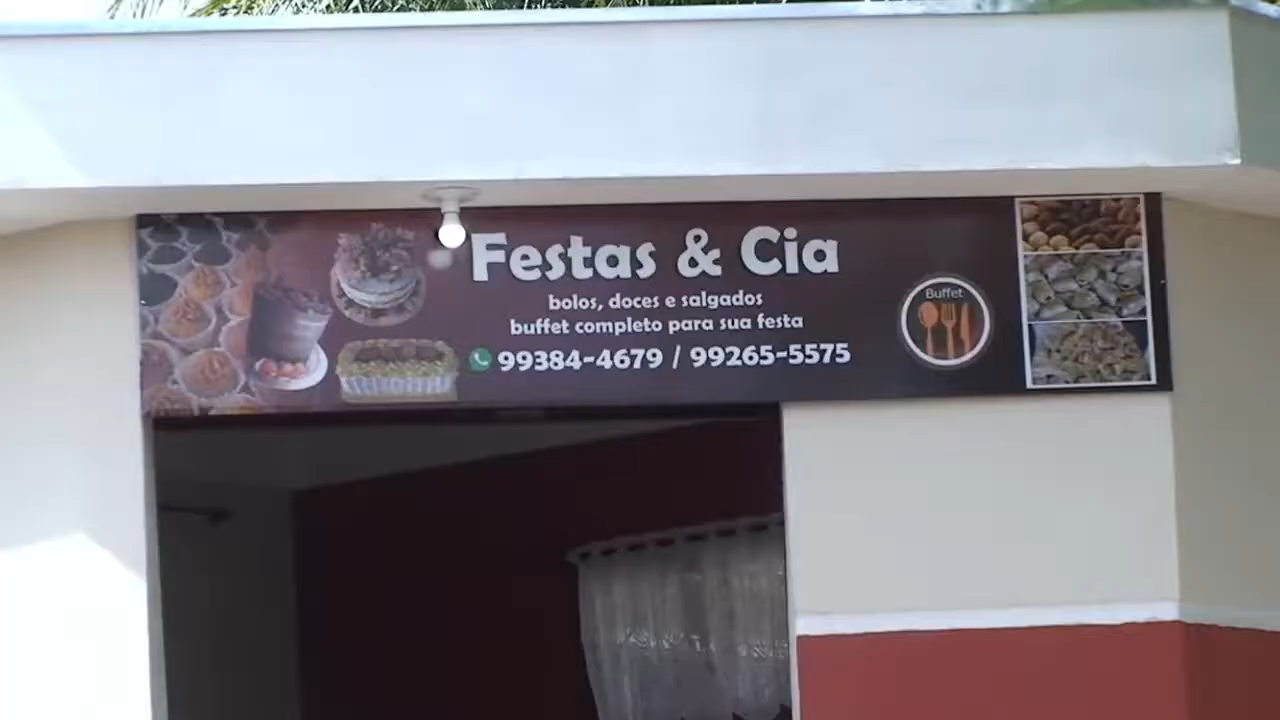 Festas & Cia
bolos, doces e salgados
buffet completo para sua festa
99384-4679 / 99265-5575
Buffet